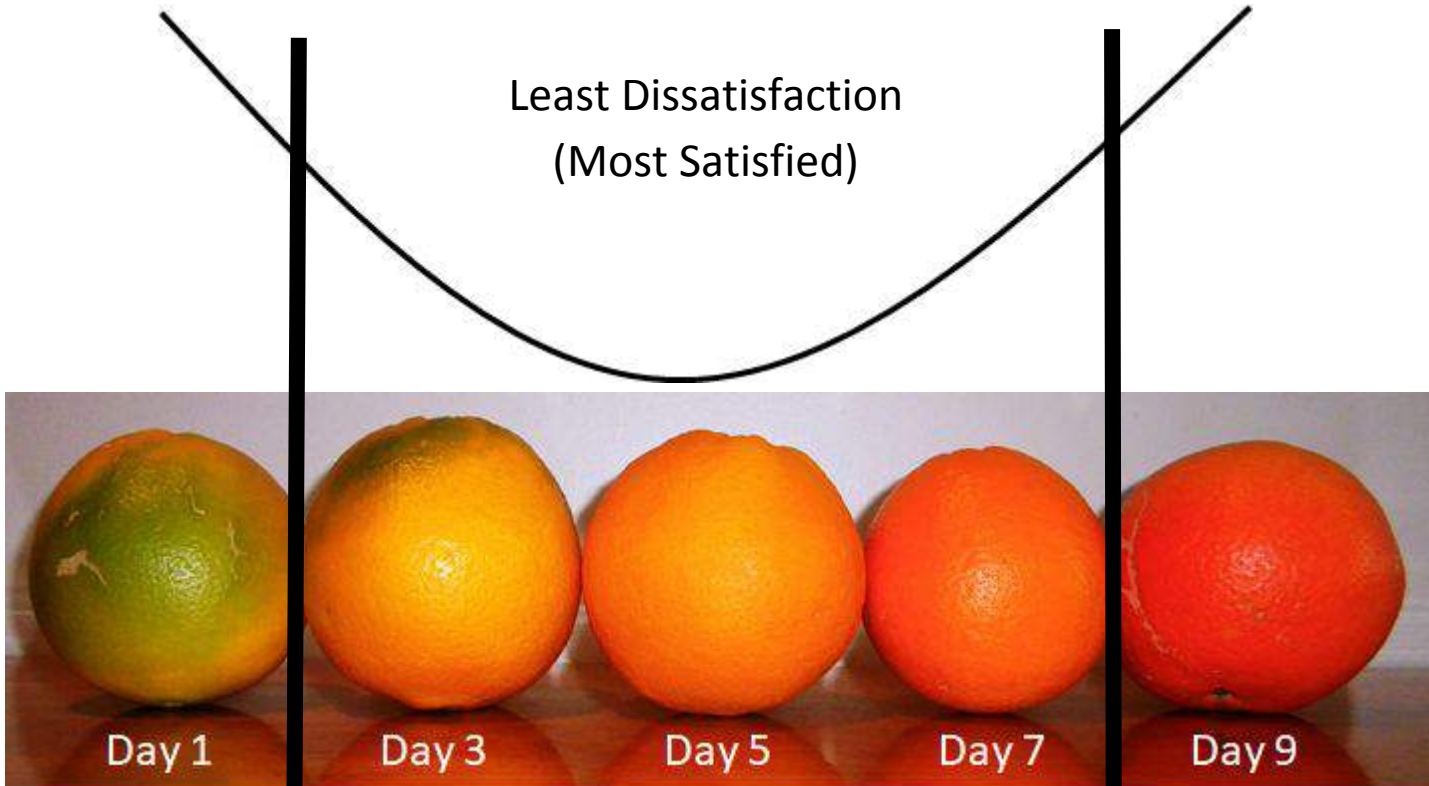 Least Dissatisfaction
(Most Satisfied)
Day 1
Day 3
Day 5
Day 7
Day 9